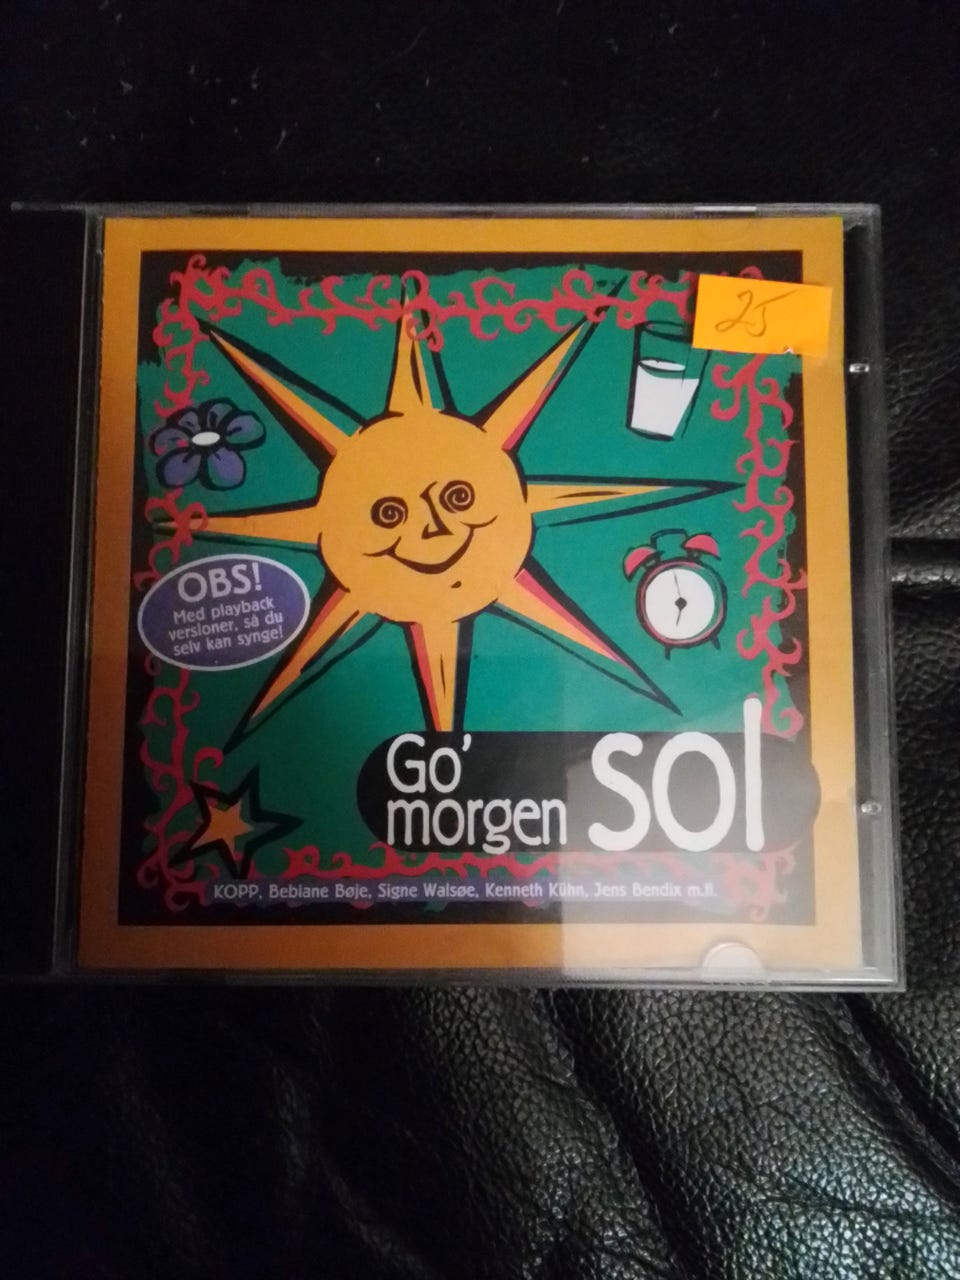 25
OBS!
Med playback
versioner, så du
selv kan synge!
Go'
morgen sol
KOPP, Bebiane Bøje, Signe Walsøe, Kenneth Kühn, Jens Bendix m.fl.